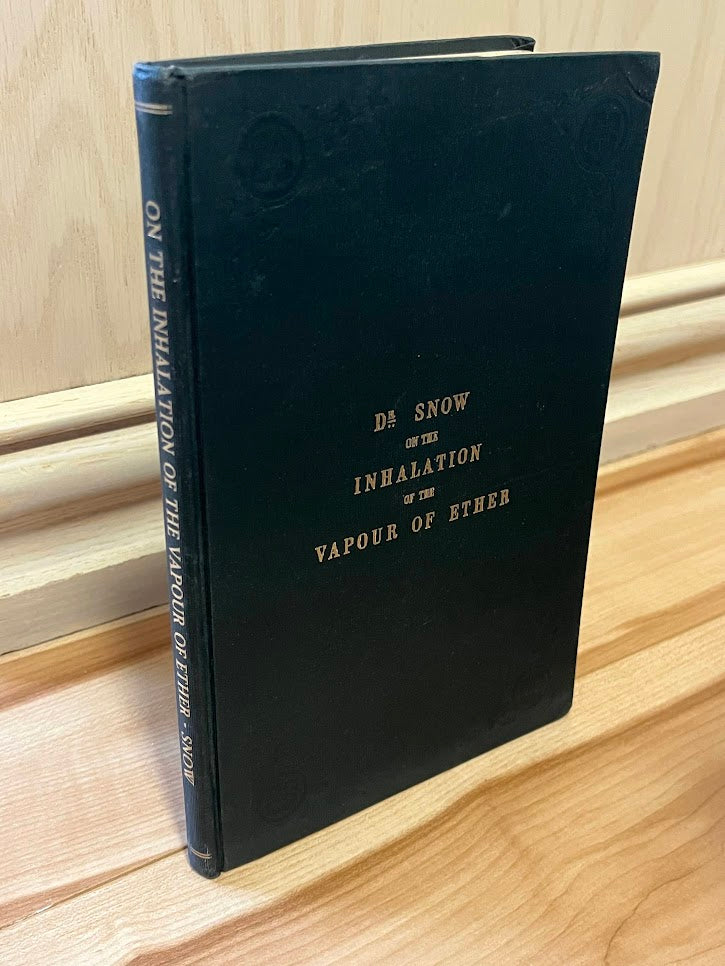 ON THE INHALATION OF THE VAPOUR OF ETHER - SNOW
DR SNOW
ON THE
INHALATION
OF THE
VAPOUR OF ETHER